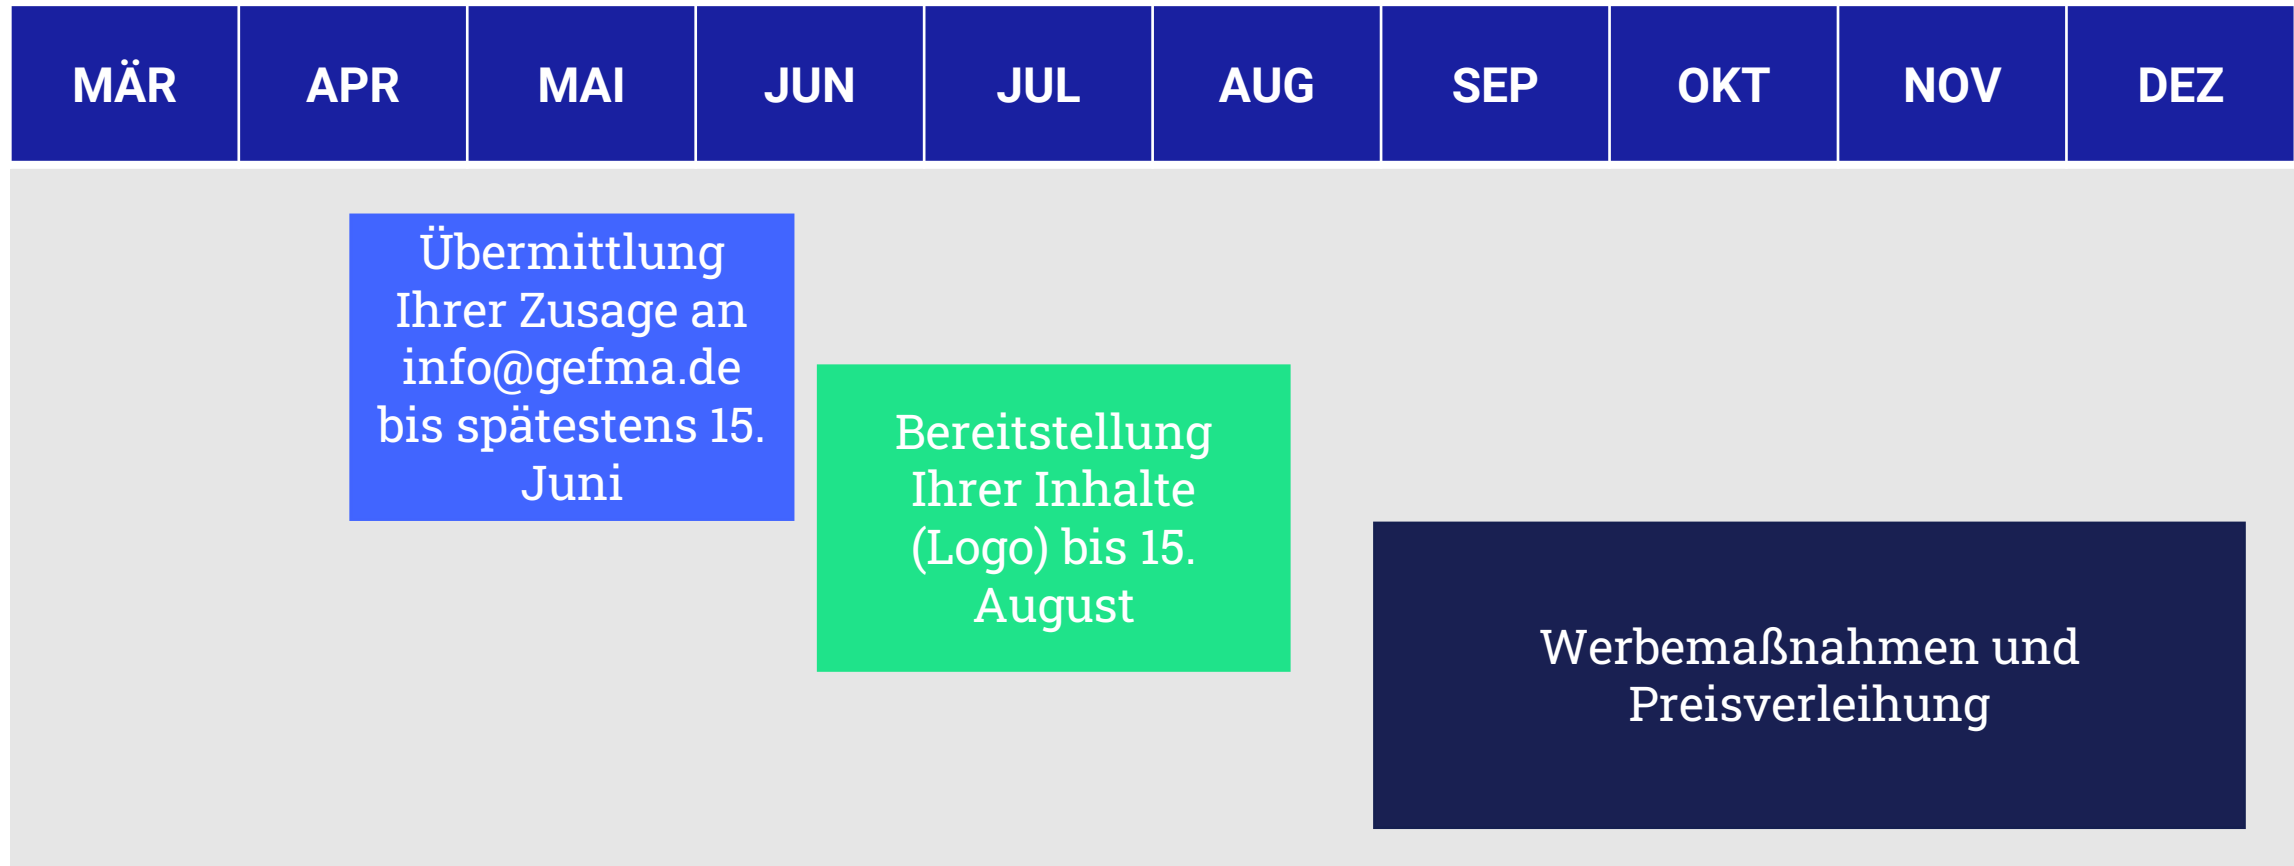 MÄR APR MAI JUN JUL AUG SEP OKT NOV DEZ
Übermittlung
Ihrer Zusage an
info@gefma.de
bis spätestens 15.
Juni
Bereitstellung
Ihrer Inhalte
(Logo) bis 15.
August
Werbemaßnahmen und
Preisverleihung